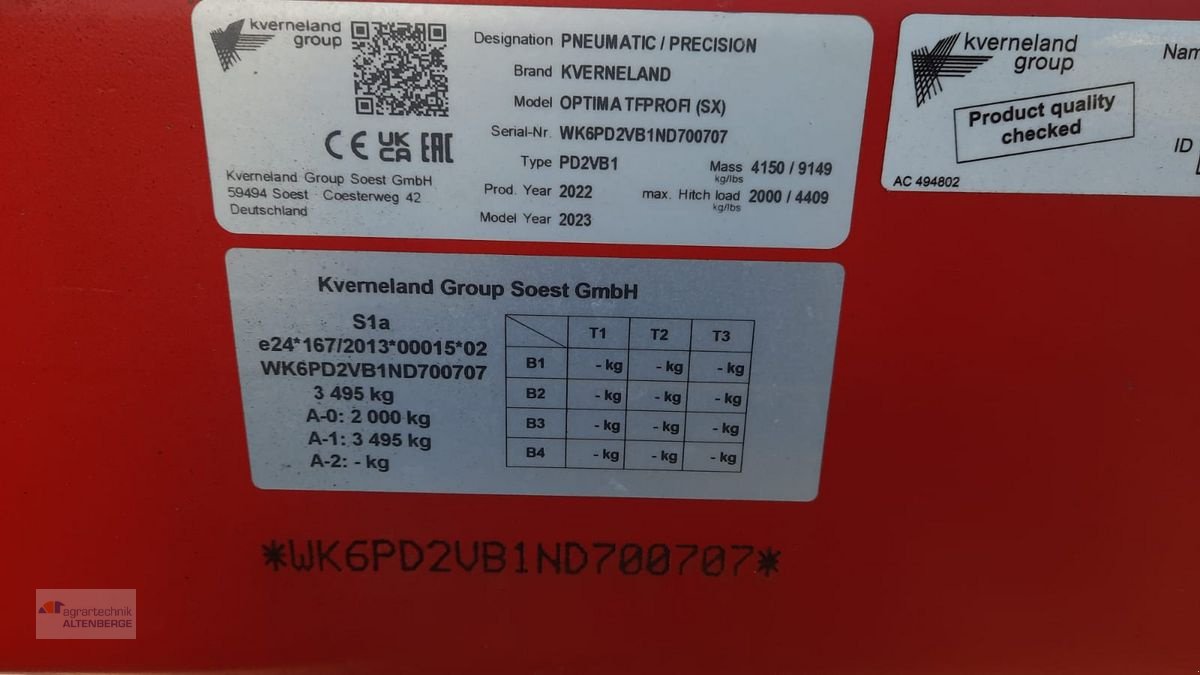 kverneland
group
CE UK CA EAC
Kverneland Group Soest GmbH
59494 Soest Coesterweg 42
Deutschland
Designation PNEUMATIC / PRECISION
Brand KVERNELAND
Model OPTIMA TFPROFI (SX)
Serial-Nr. WK6PD2VB1ND700707
Type PD2VB1 Mass 4150 / 9149
kg/lbs
Prod. Year 2022 max. Hitch load 2000 / 4409
kg/lbs
Model Year 2023
kverneland
group
Product quality
checked
AC 494802
ID
Kverneland Group Soest GmbH
S1a
e24*167/2013*00015*02
WK6PD2VB1ND700707
3 495 kg
A-0: 2 000 kg
A-1: 3 495 kg
A-2: - kg
T1 T2 T3
B1 - kg - kg - kg
B2 - kg - kg - kg
B3 - kg - kg - kg
B4 - kg - kg - kg
*WK6PD2VB1ND700707*
agrartechnik
ALTENBERGE